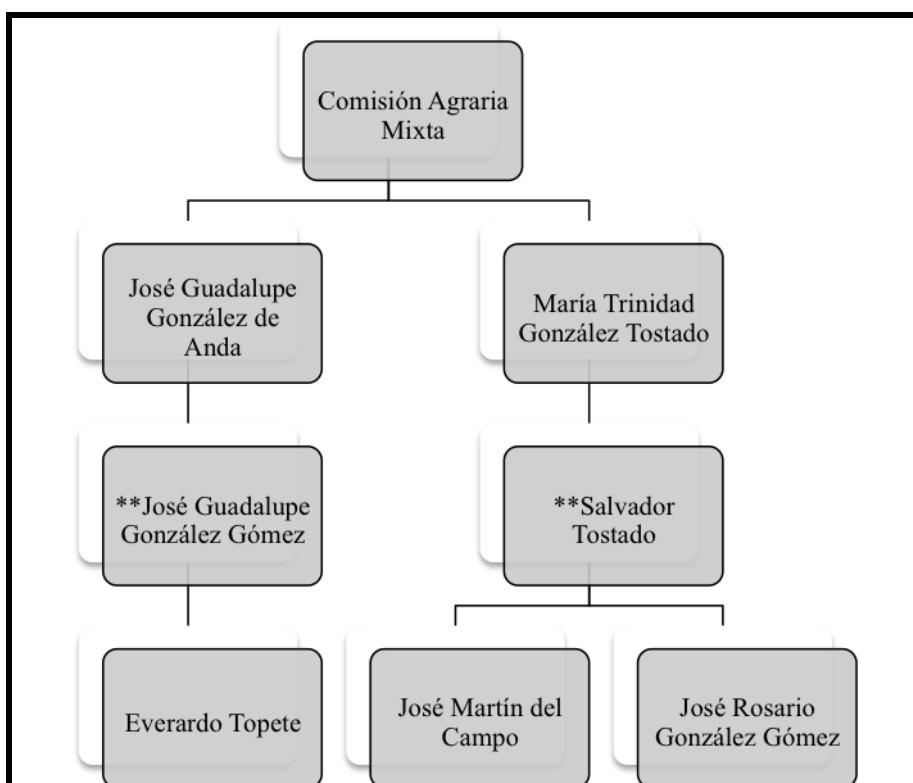 Comisión Agraria
Mixta
José Guadalupe
González de
Anda
María Trinidad
González Tostado
**José Guadalupe
González Gómez
**Salvador
Tostado
Everardo Topete
José Martín del
Campo
José Rosario
González Gómez